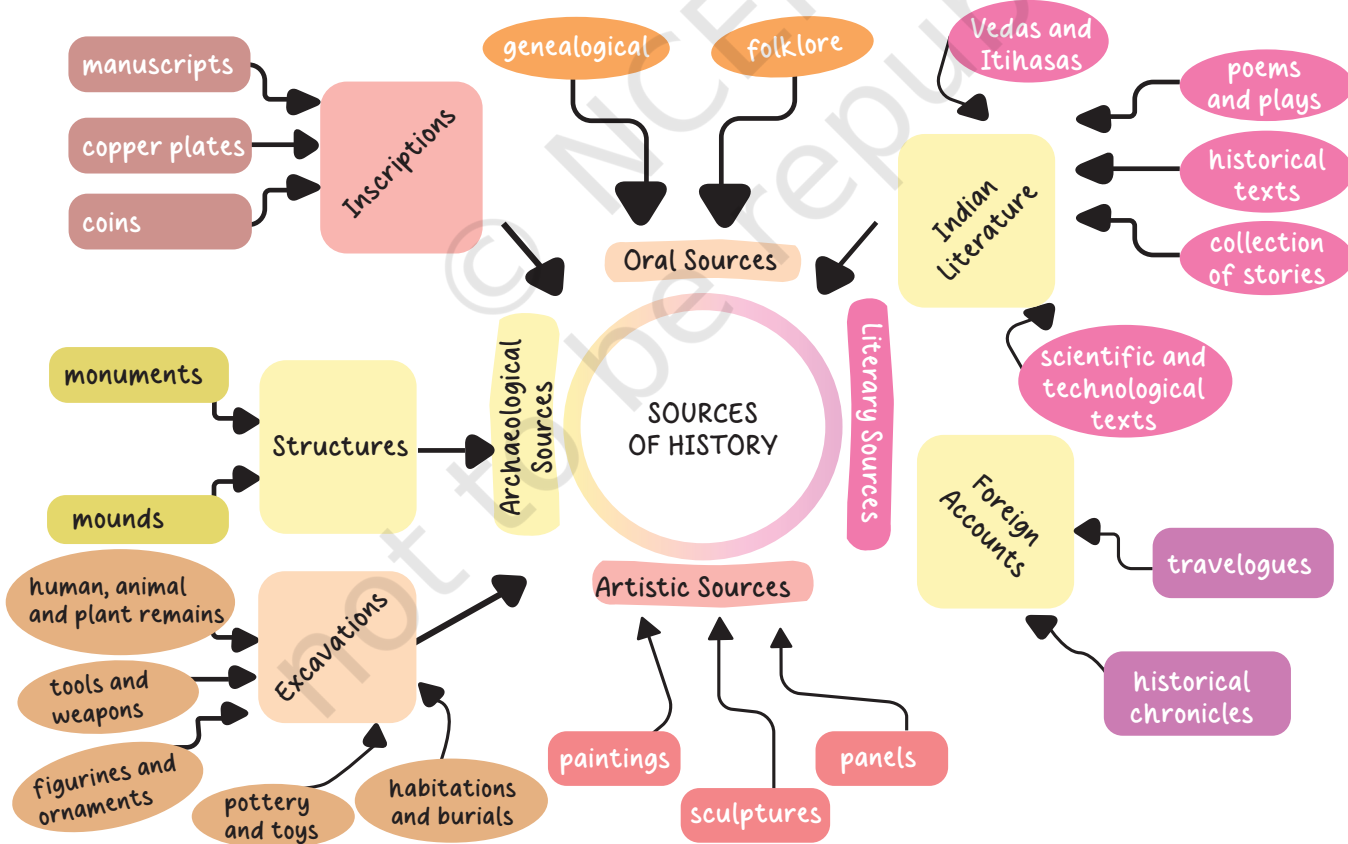 manuscripts
copper plates
coins
Inscriptions
genealogical
folklore
Oral Sources
Vedas and
Itihasas
poems
and plays
historical
texts
collection
of stories
Indian
Literature
scientific and
technological
texts
monuments
mounds
Structures
Archaeological
Sources
SOURCES
OF HISTORY
Literary Sources
Foreign
Accounts
travelogues
historical
chronicles
human, animal
and plant remains
tools and
weapons
figurines and
ornaments
pottery
and toys
habitations
and burials
Excavations
Artistic Sources
paintings
sculptures
panels
not to be